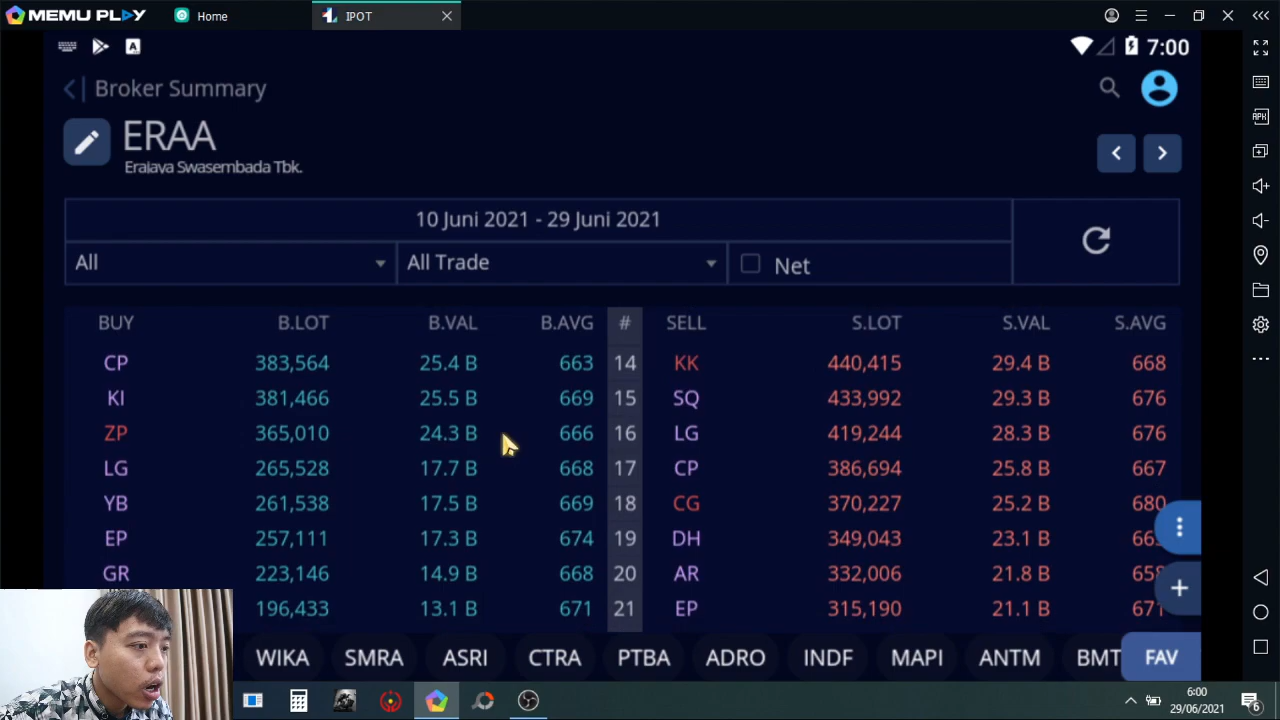 MEMU PLAY Home IPOT
7:00
Broker Summary
ERAA
Erajaya Swasembada Tbk.
10 Juni 2021 - 29 Juni 2021
All All Trade Net
BUY B.LOT B.VAL B.AVG # SELL S.LOT S.VAL S.AVG
CP 383,564 25.4 B 663 14 KK 440,415 29.4 B 668
KI 381,466 25.5 B 669 15 SQ 433,992 29.3 B 676
ZP 365,010 24.3 B 666 16 LG 419,244 28.3 B 676
LG 265,528 17.7 B 668 17 CP 386,694 25.8 B 667
YB 261,538 17.5 B 669 18 CG 370,227 25.2 B 680
EP 257,111 17.3 B 674 19 DH 349,043 23.1 B
GR 223,146 14.9 B 668 20 AR 332,006 21.8 B 658
196,433 13.1 B 671 21 EP 315,190 21.1 B 671
WIKA SMRA ASRI CTRA PTBA ADRO INDF MAPI ANTM BMT FAV
6:00
29/06/2021
6